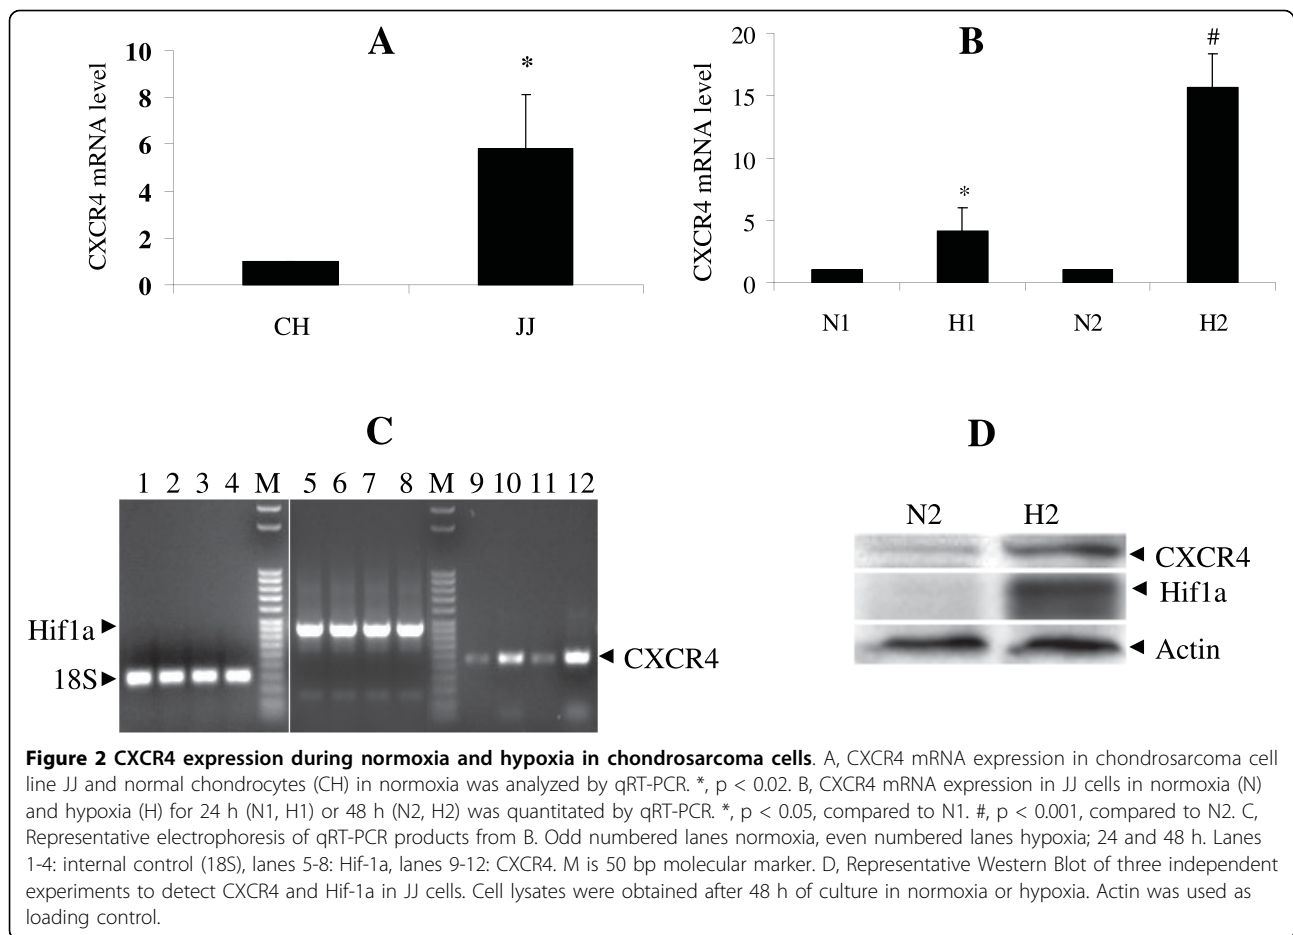 A
CXCR4 mRNA level
10
8
6
4
2
0
*
CH JJ
B
CXCR4 mRNA level
20
15
10
5
0
*
#
N1 H1 N2 H2
C
1 2 3 4 M 5 6 7 8 M 9 10 11 12
Hif1a
18S
CXCR4
D
N2 H2
CXCR4
Hif1a
Actin
Figure 2 CXCR4 expression during normoxia and hypoxia in chondrosarcoma cells. A, CXCR4 mRNA expression in chondrosarcoma cell
line JJ and normal chondrocytes (CH) in normoxia was analyzed by qRT-PCR. *, p < 0.02. B, CXCR4 mRNA expression in JJ cells in normoxia (N)
and hypoxia (H) for 24 h (N1, H1) or 48 h (N2, H2) was quantitated by qRT-PCR. *, p < 0.05, compared to N1. #, p < 0.001, compared to N2. C,
Representative electrophoresis of qRT-PCR products from B. Odd numbered lanes normoxia, even numbered lanes hypoxia; 24 and 48 h. Lanes
1-4: internal control (18S), lanes 5-8: Hif-1a, lanes 9-12: CXCR4. M is 50 bp molecular marker. D, Representative Western Blot of three independent
experiments to detect CXCR4 and Hif-1a in JJ cells. Cell lysates were obtained after 48 h of culture in normoxia or hypoxia. Actin was used as
loading control.